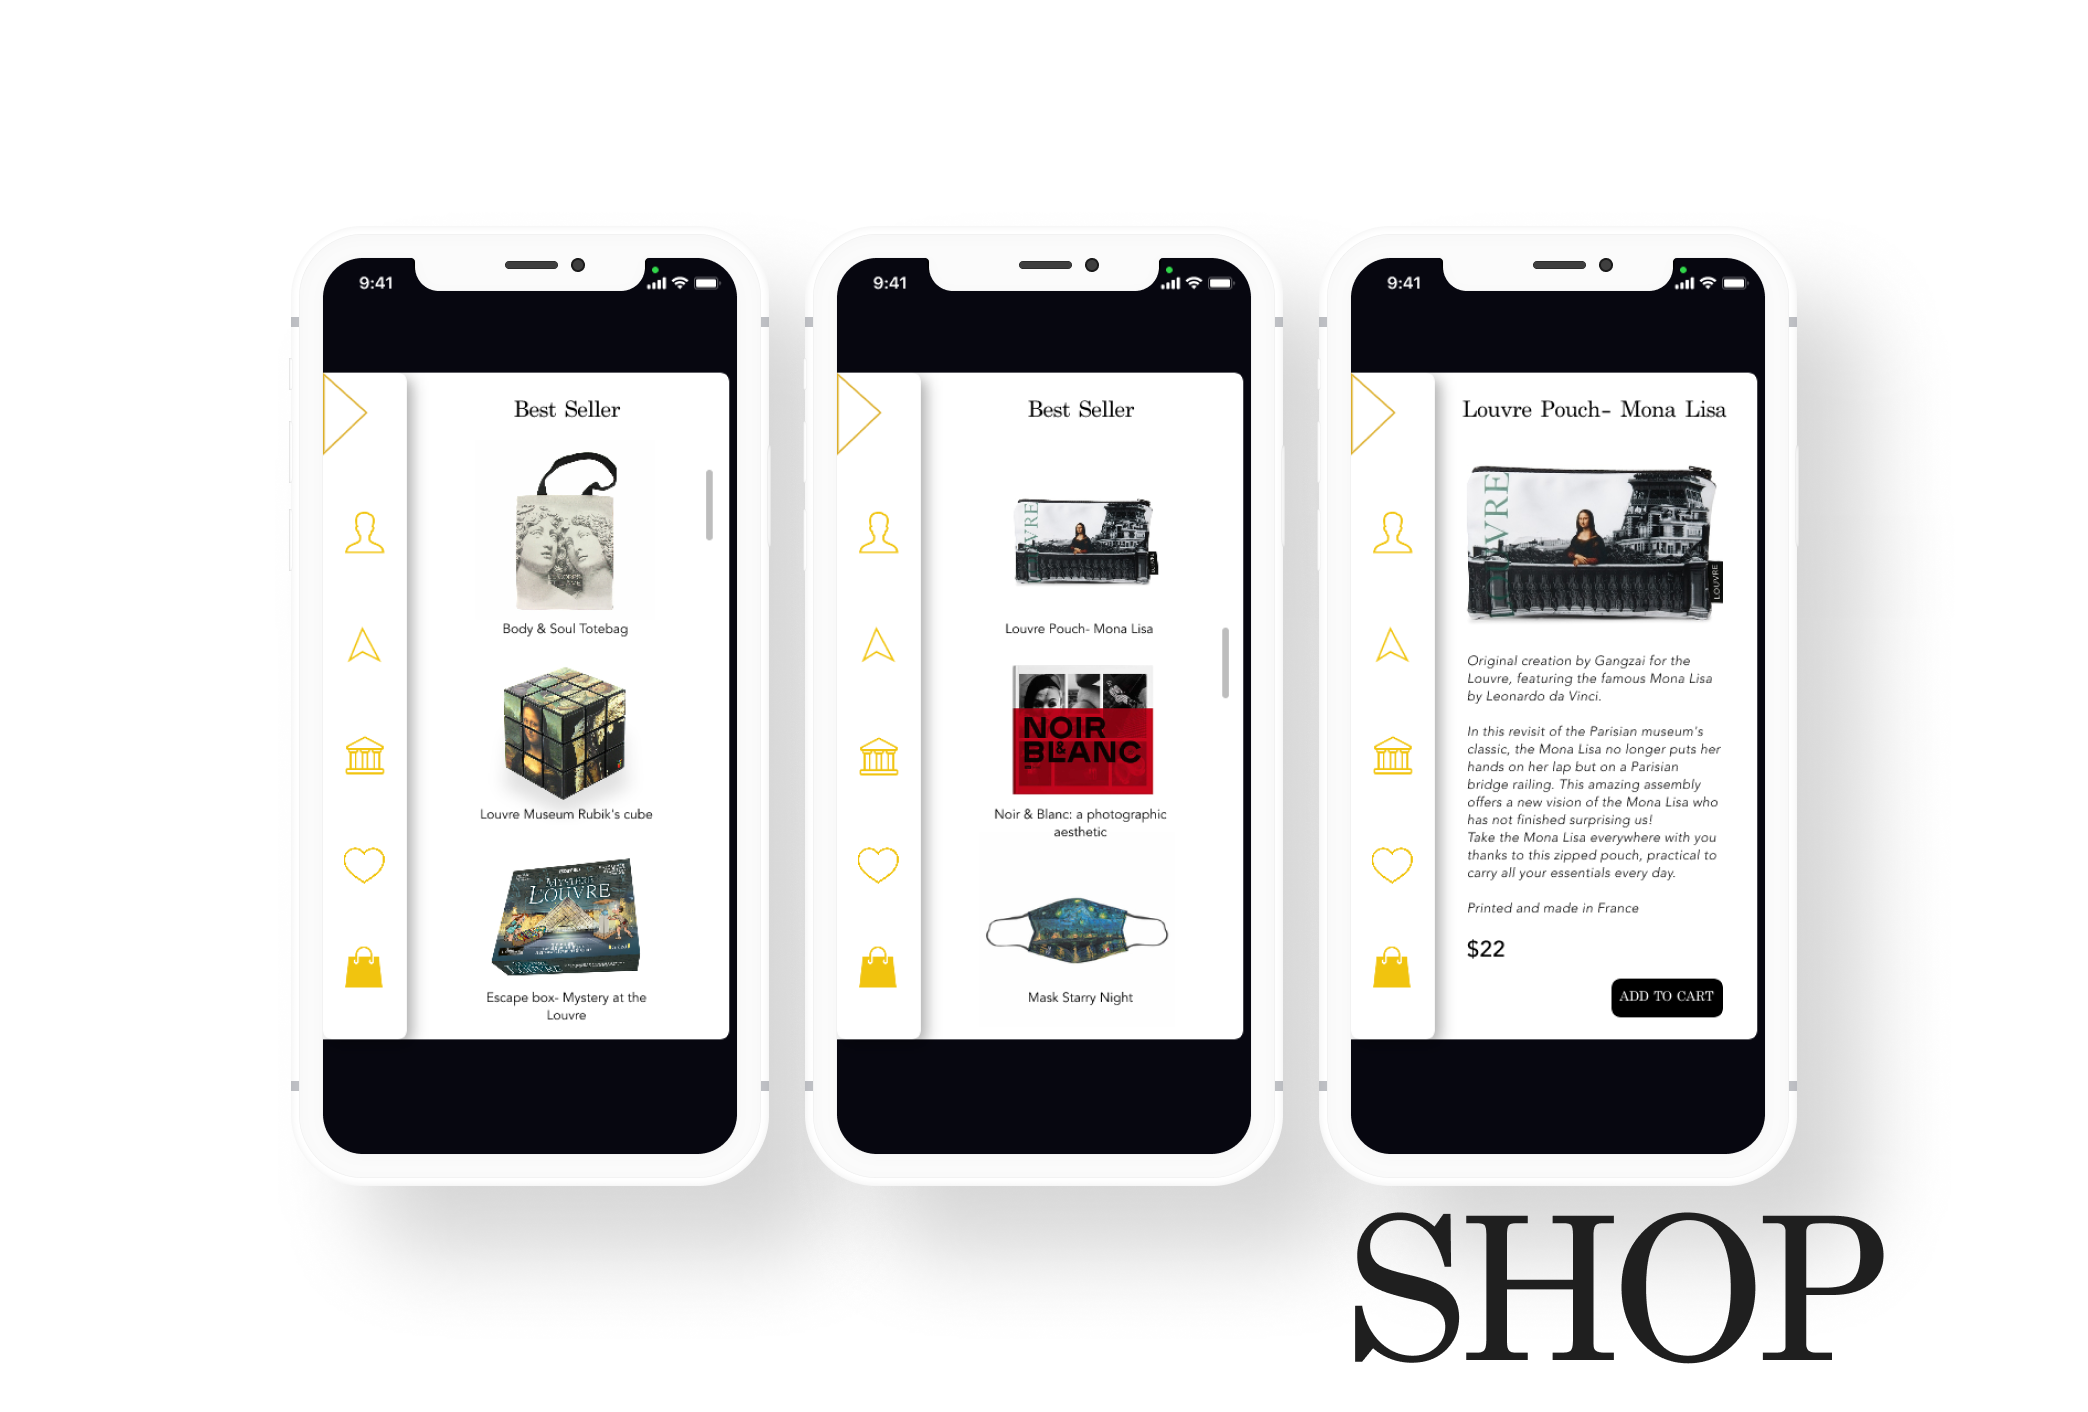 9:41
Best Seller
Body & Soul Totebag
Louvre Museum Rubik's cube
MYSTERY
LOUVRE
Escape box- Mystery at the
Louvre
9:41
Best Seller
Louvre Pouch- Mona Lisa
NOIR
&
BLANC
Noir & Blanc: a photographic
aesthetic
Mask Starry Night
9:41
Louvre Pouch- Mona Lisa
LOUVRE
LOUVRE
Original creation by Gangzai for the
Louvre, featuring the famous Mona Lisa
by Leonardo da Vinci.
In this revisit of the Parisian museum's
classic, the Mona Lisa no longer puts her
hands on her lap but on a Parisian
bridge railing. This amazing assembly
offers a new vision of the Mona Lisa who
has not finished surprising us!
Take the Mona Lisa everywhere with you
thanks to this zipped pouch, practical to
carry all your essentials every day.
Printed and made in France
$22
ADD TO CART
SHOP